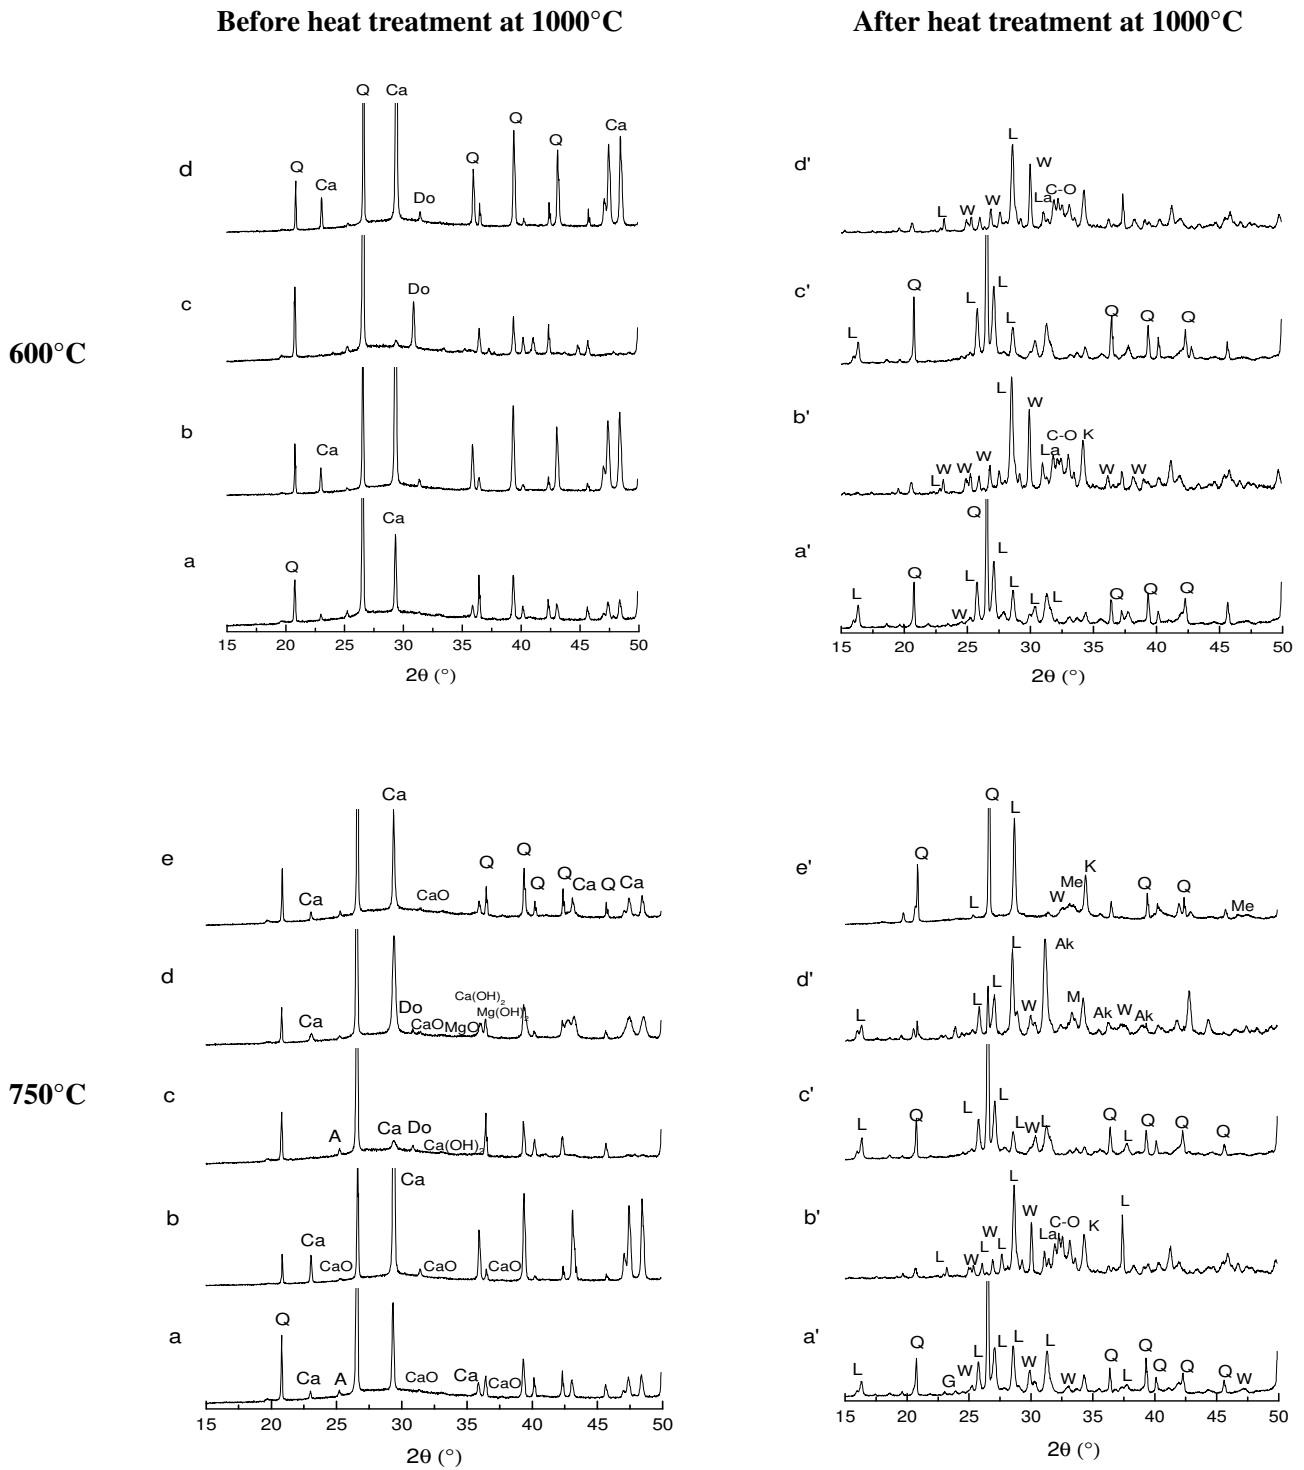 Before heat treatment at 1000°C
After heat treatment at 1000°C
600°C
d
Q
Ca
Q
Ca
Do
Q
Q
Q
Ca
c
Do
b
Ca
a
Q
Ca
15 20 25 30 35 40 45 50
2θ (°)
d'
L
W
W
L
W
La
C-O
c'
L
Q
L
L
L
Q
Q
Q
b'
L
W
W
W
W
L
La
C-O
K
W
W
a'
L
Q
W
L
Q
L
L
L
L
Q
Q
Q
15 20 25 30 35 40 45 50
2θ (°)
750°C
e
Ca
Ca
CaO
Q
Q
Q
Q
Ca
Q
Ca
d
Ca
Do
CaO
MgO
Ca(OH)₂
Mg(OH)₂
c
A
Ca
Do
Ca(OH)₂
b
Ca
CaO
Ca
CaO
CaO
a
Q
Ca
A
CaO
Ca
CaO
15 20 25 30 35 40 45 50
2θ (°)
e'
Q
L
Q
L
W
Me
K
Q
Q
Me
d'
L
L
L
L
W
Ak
M
Ak
W
Ak
c'
L
Q
L
L
L
W
L
Q
L
Q
Q
Q
b'
L
W
L
W
L
L
W
La
C-O
K
L
a'
L
Q
G
W
L
L
L
W
L
W
Q
L
Q
Q
Q
Q
W
15 20 25 30 35 40 45 50
2θ (°)